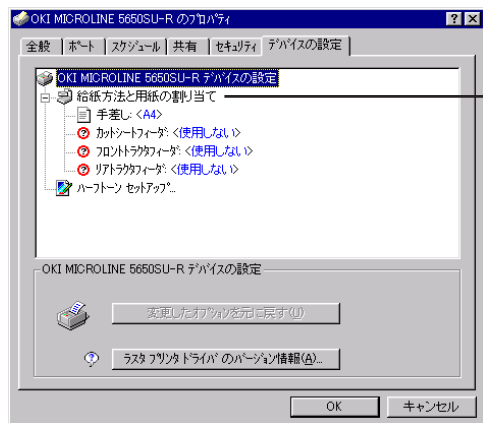 OKI MICROLINE 5650SU-R のプロパティ
全般 ポート スケジュール 共有 セキュリティ デバイスの設定
OKI MICROLINE 5650SU-R デバイスの設定
給紙方法と用紙の割り当て
手差し: <A4>
カットシートフィーダ: <使用しない>
フロントトラクタフィーダ: <使用しない>
リアトラクタフィーダ: <使用しない>
ハーフトーン セットアップ...
OKI MICROLINE 5650SU-R デバイスの設定
変更したオプションを元に戻す(U)
ラスタ プリンタ ドライバ のバージョン情報(A)...
OK キャンセル